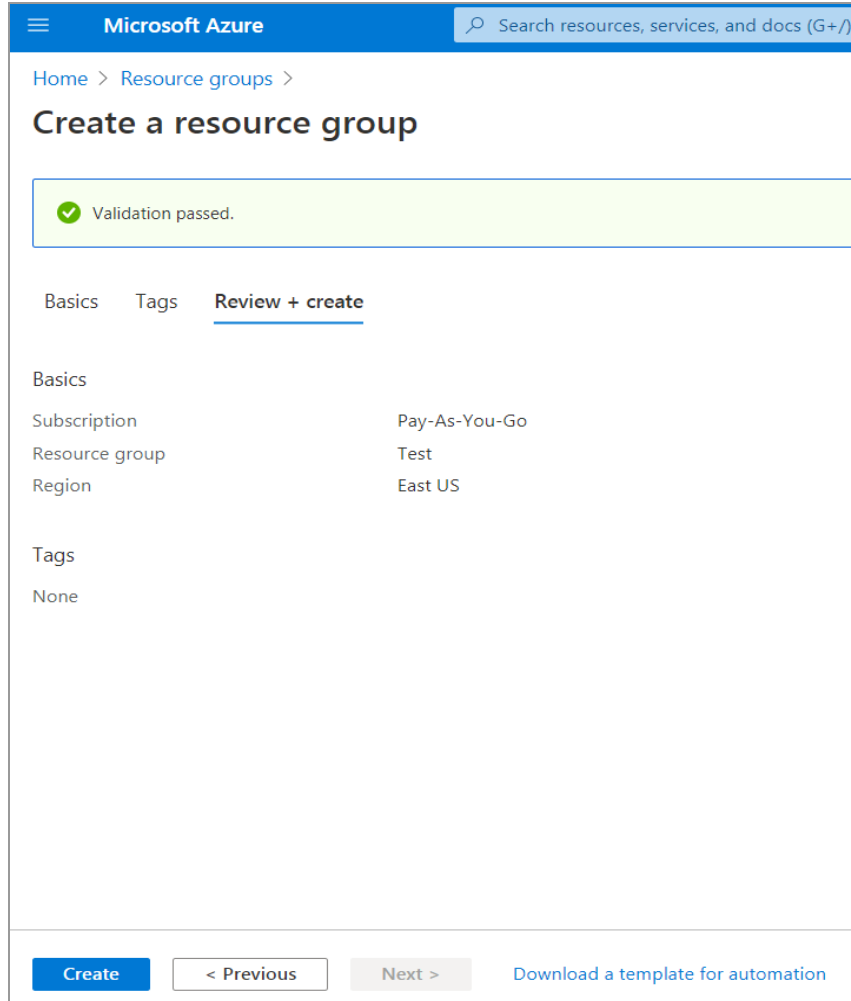 Microsoft Azure
Search resources, services, and docs (G+/)
Home > Resource groups >
Create a resource group
Validation passed.
Basics Tags Review + create
Basics
Subscription Pay-As-You-Go
Resource group Test
Region East US
Tags
None
Create < Previous Next > Download a template for automation